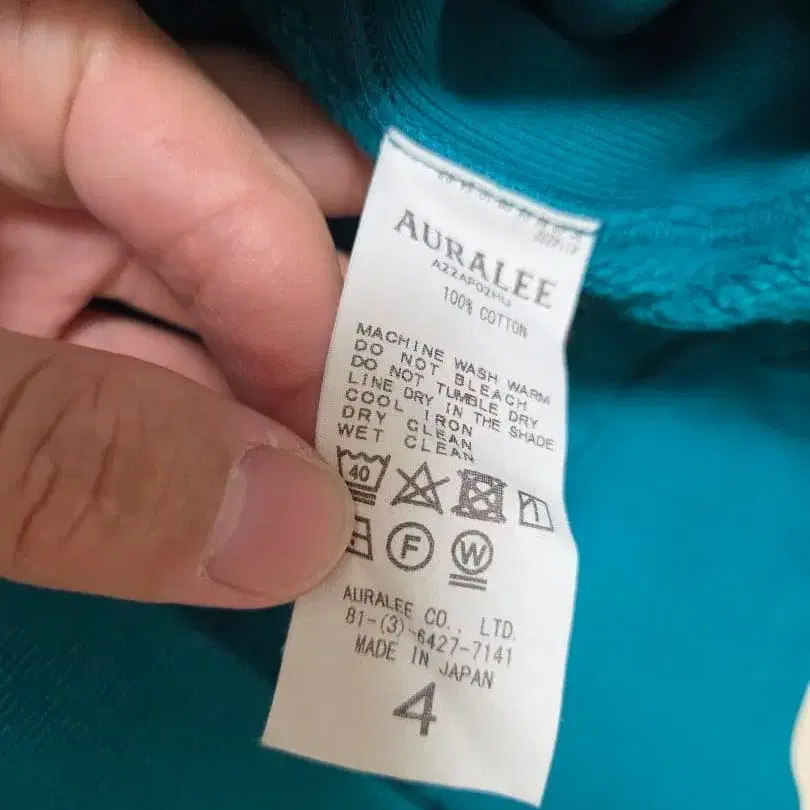 AURALEE
A22AP02HU
100% COTTON
MACHINE WASH WARM
DO NOT BLEACH
DO NOT TUMBLE DRY
LINE DRY IN THE SHADE
COOL IRON
DRY CLEAN
WET CLEAN
40
F W
AURALEE CO., LTD.
81-(3)-6427-7141
MADE IN JAPAN
4